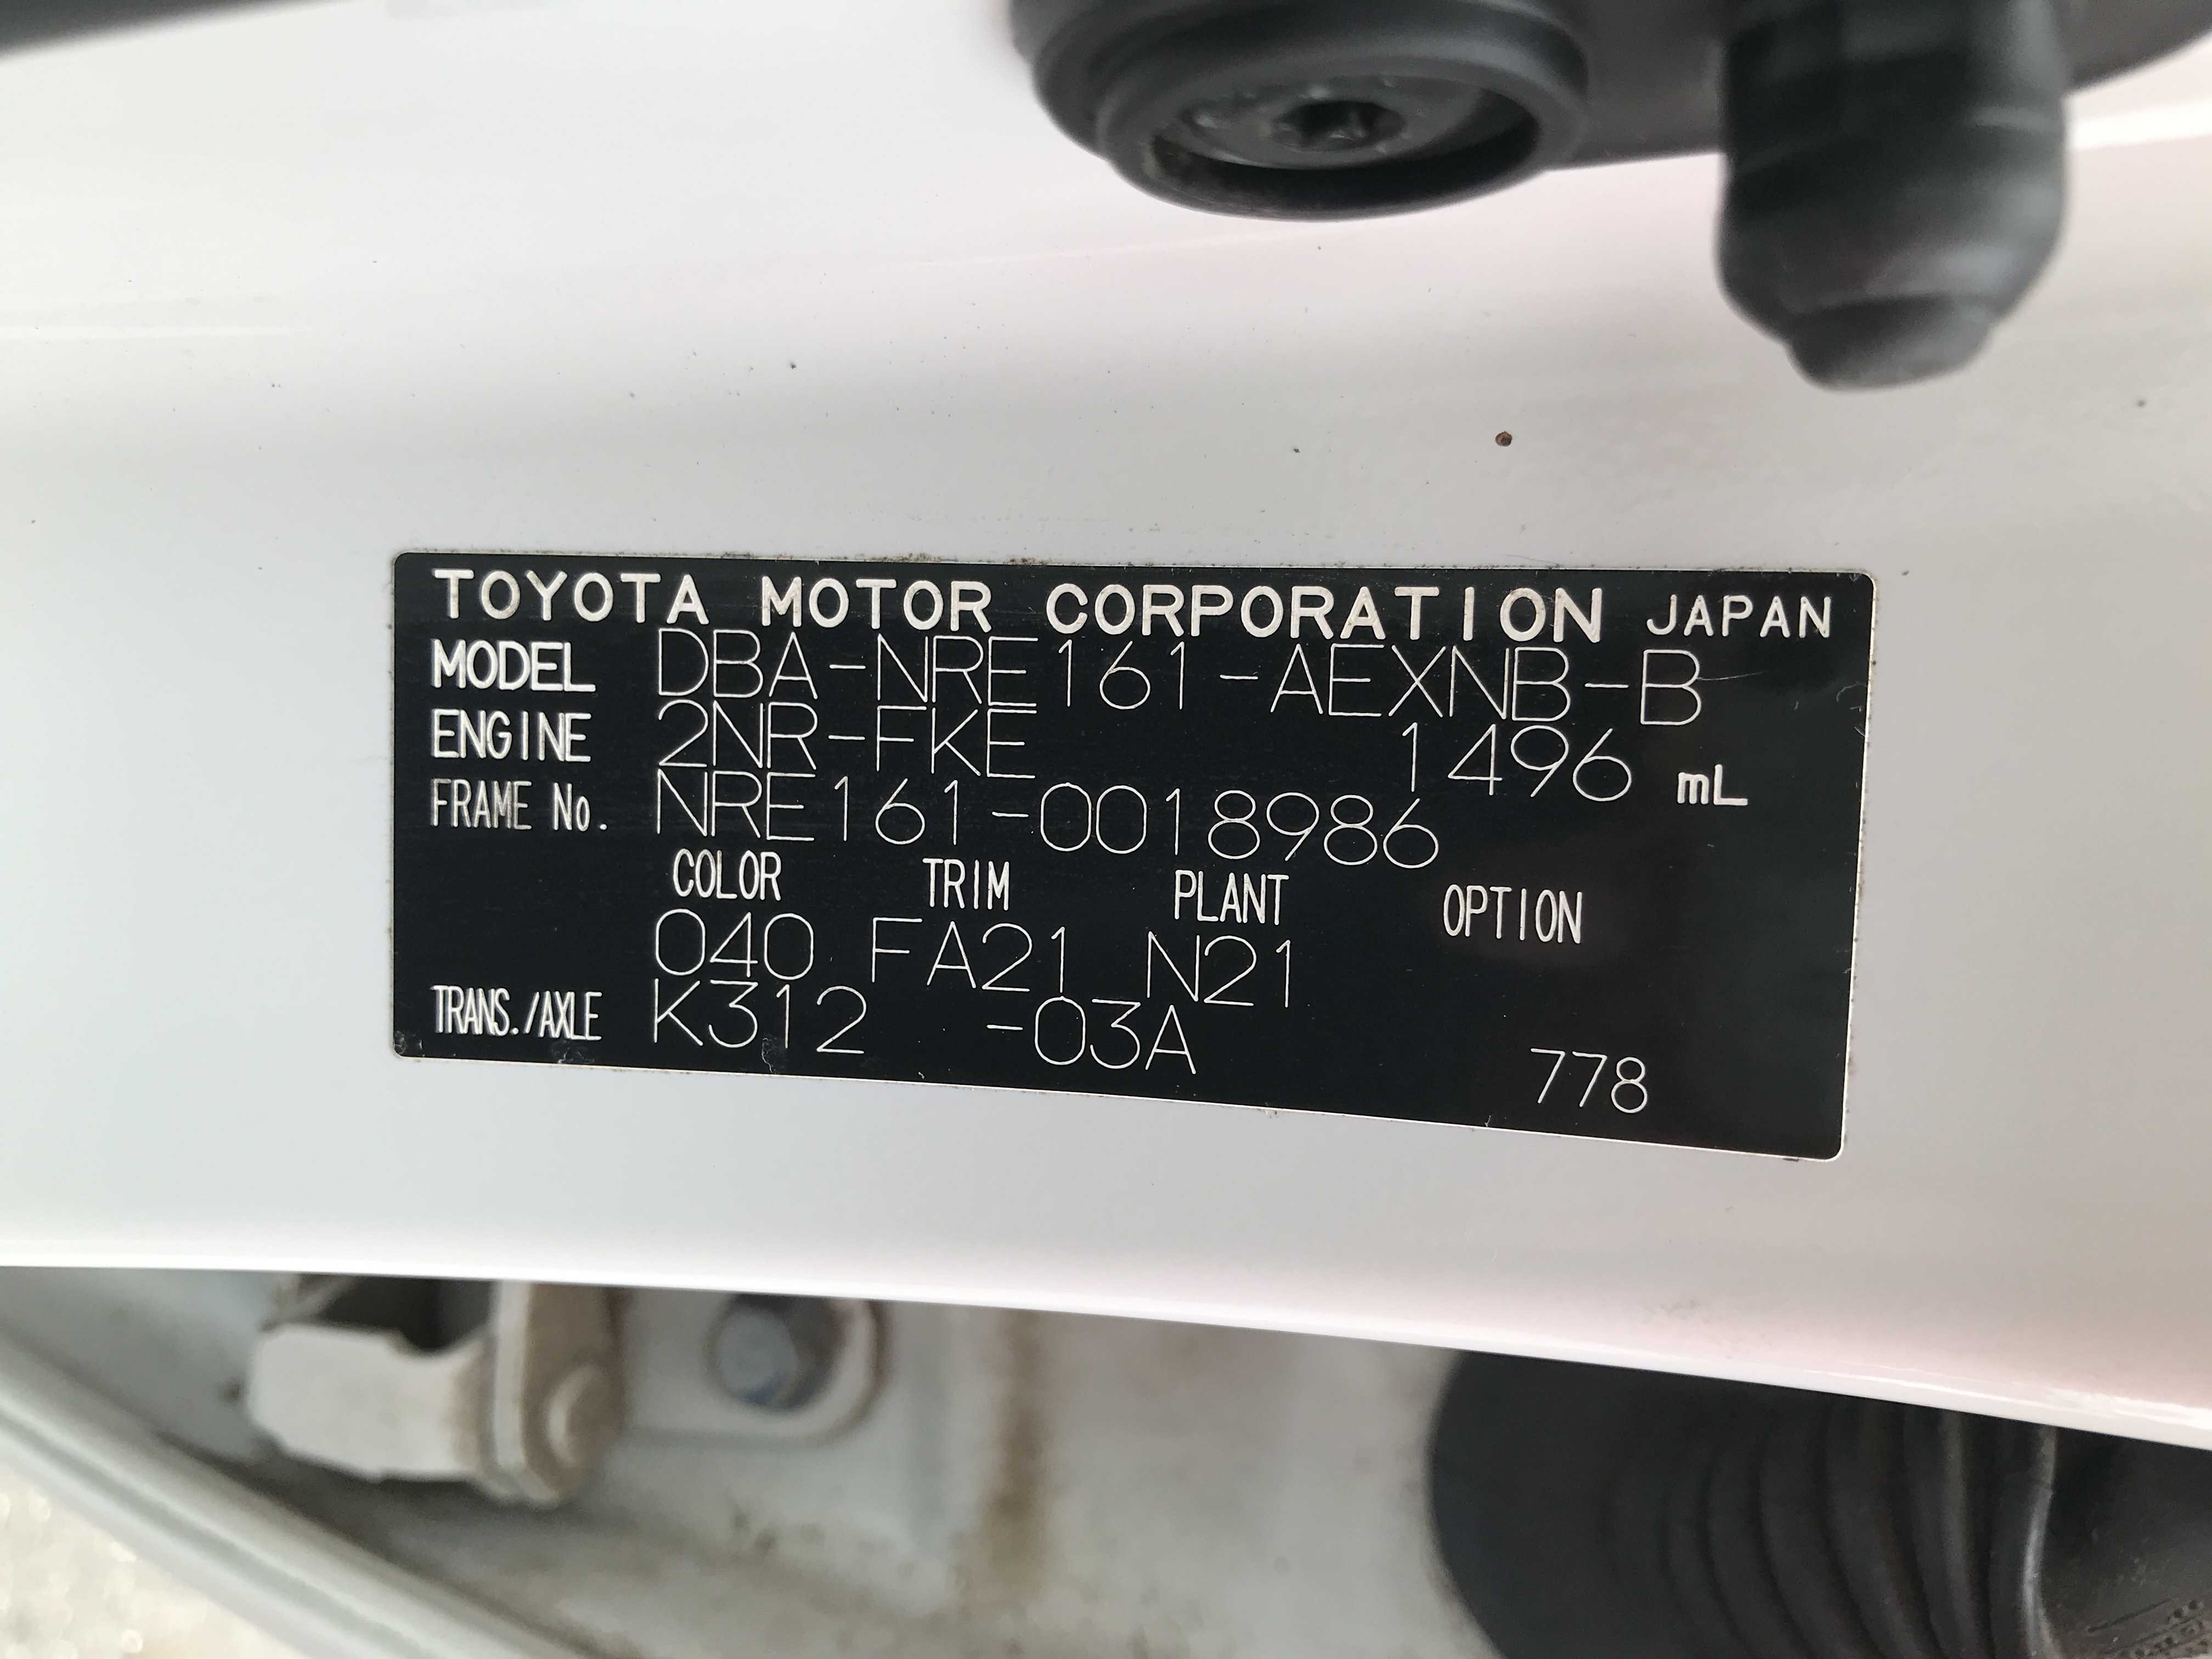 TOYOTA MOTOR CORPORATION JAPAN
MODEL DBA-NRE161-AEXNB-B
ENGINE 2NR-FKE 1496 mL
FRAME No. NRE161-0018986
COLOR TRIM PLANT OPTION
040 FA21 N21
TRANS./AXLE K312 -03A
778